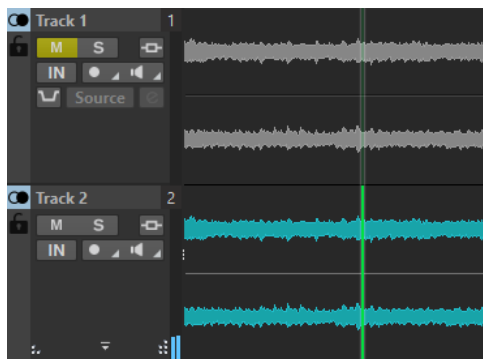 Track 1 1
M S
IN
Source
Track 2 2
M S
IN